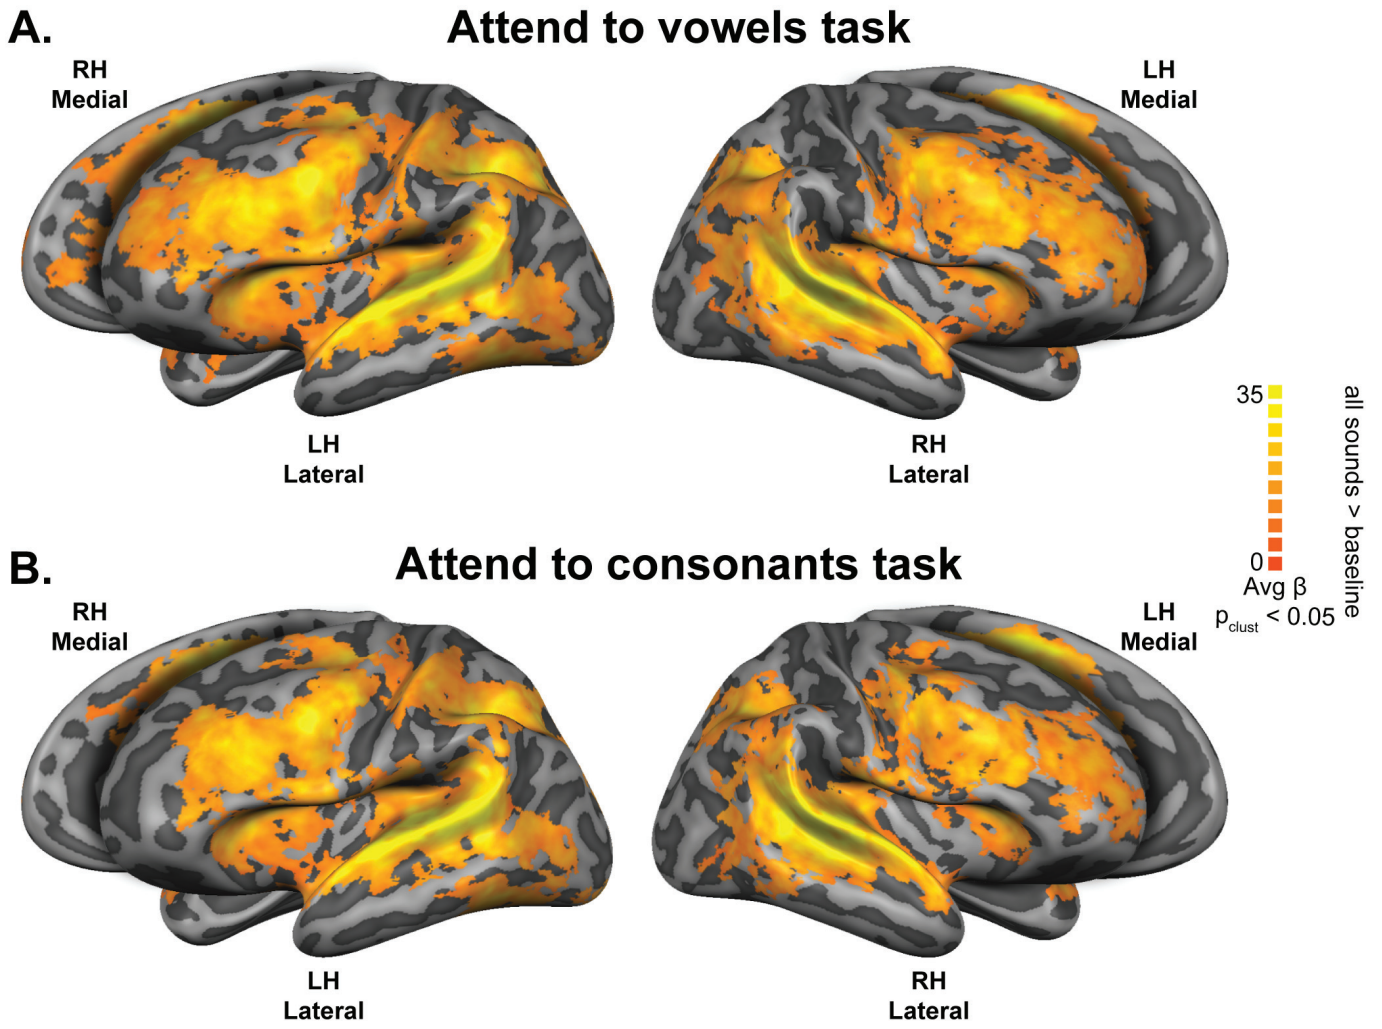 A.
Attend to vowels task
RH
Medial
LH
Medial
LH
Lateral
RH
Lateral
35
0
Avg β
p_clust < 0.05
all sounds > baseline
B.
Attend to consonants task
RH
Medial
LH
Medial
LH
Lateral
RH
Lateral